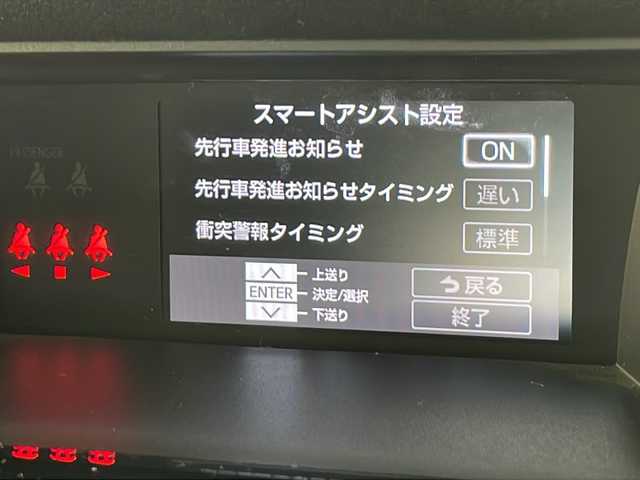 スマートアシスト設定
先行車発進お知らせ ON
先行車発進お知らせタイミング 遅い
衝突警報タイミング 標準
上送り
ENTER 決定/選択
下送り
戻る
終了
PASSENGER